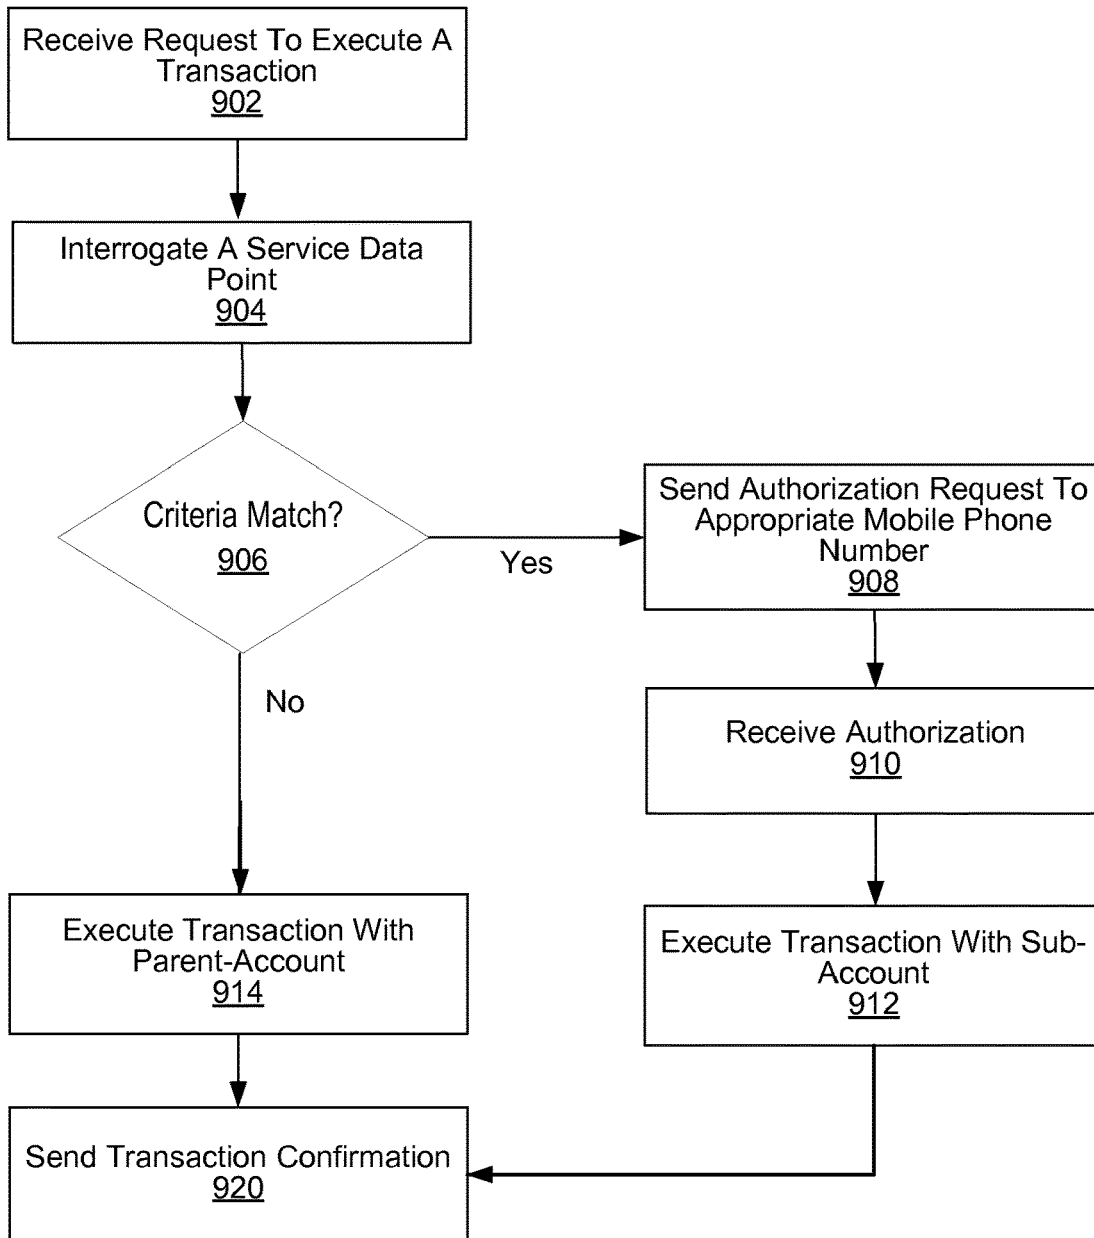 Receive Request To Execute A
Transaction
902
Interrogate A Service Data
Point
904
Criteria Match?
906
Yes
No
Send Authorization Request To
Appropriate Mobile Phone
Number
908
Receive Authorization
910
Execute Transaction With Sub-
Account
912
Execute Transaction With
Parent-Account
914
Send Transaction Confirmation
920